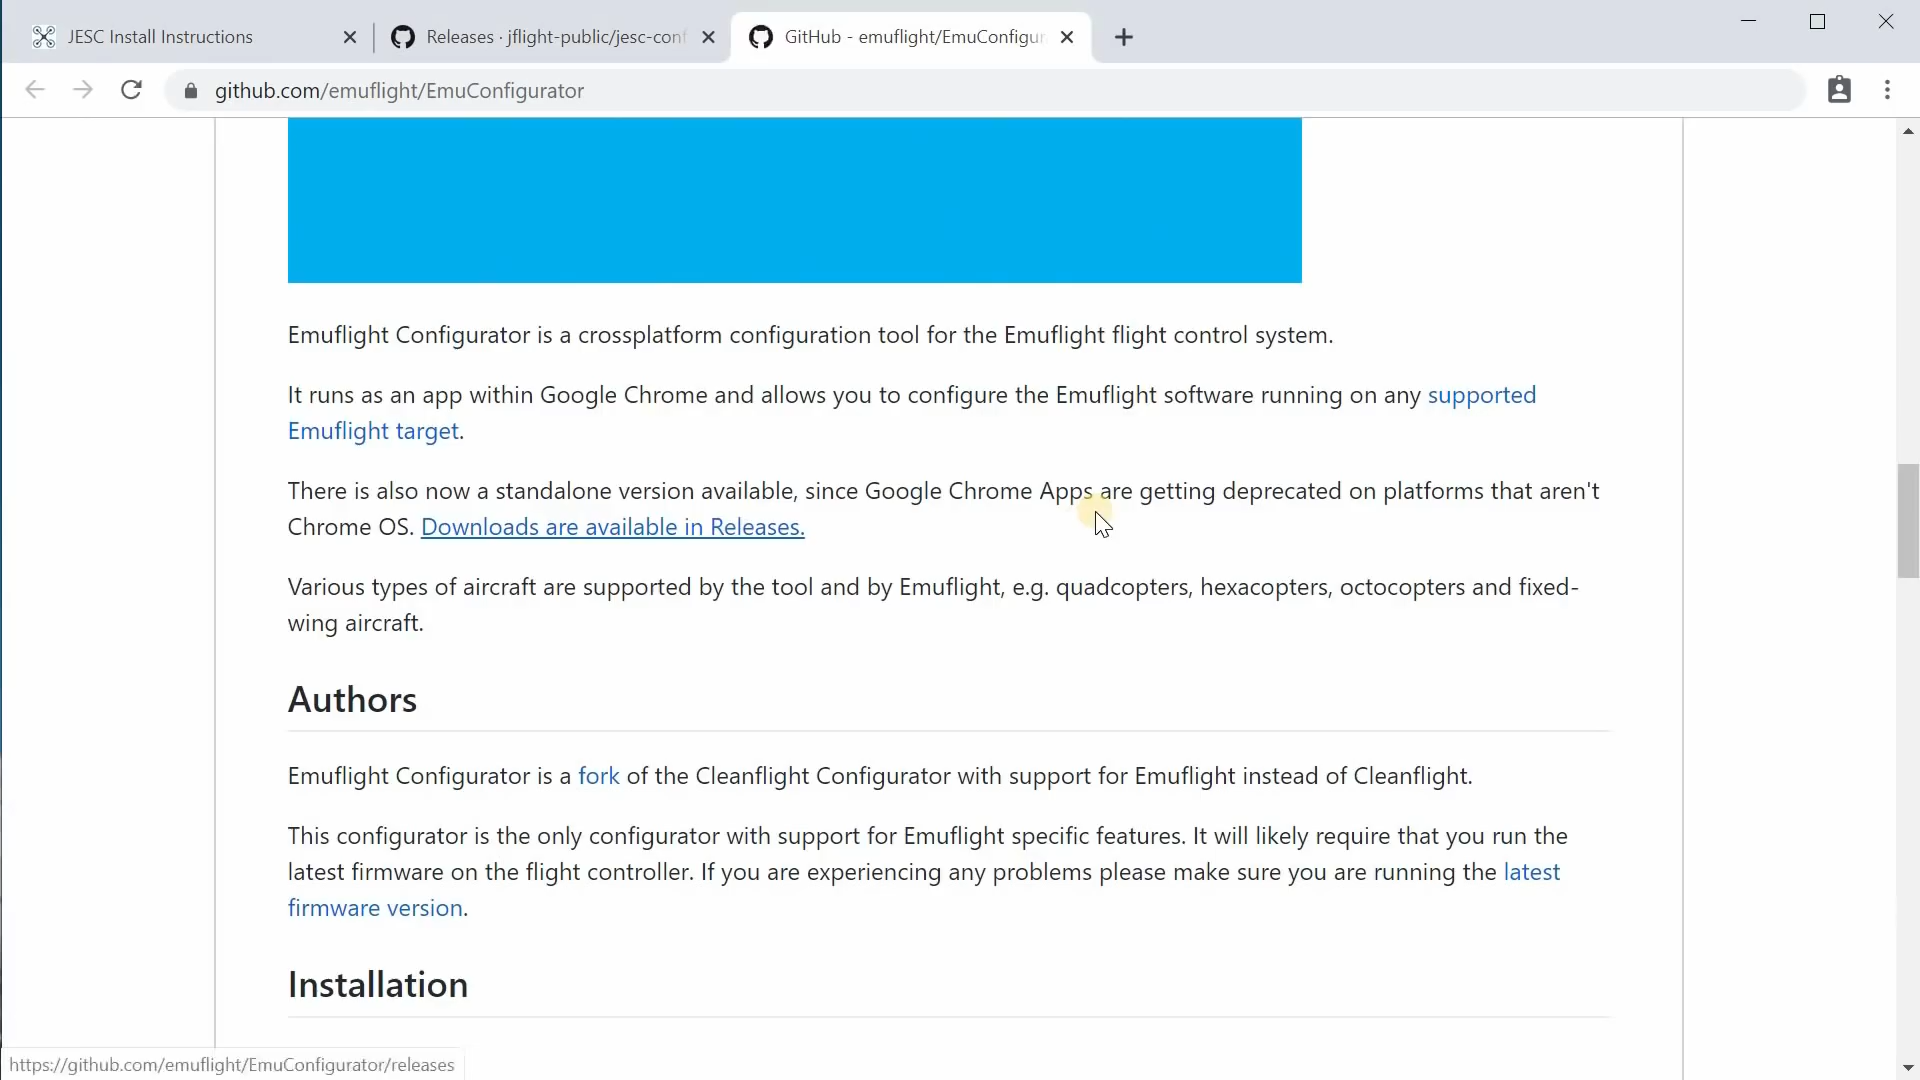 JESC Install Instructions
Releases · jflight-public/jesc-conf
GitHub - emuflight/EmuConfigur
github.com/emuflight/EmuConfigurator
Emuflight Configurator is a crossplatform configuration tool for the Emuflight flight control system.
It runs as an app within Google Chrome and allows you to configure the Emuflight software running on any supported
Emuflight target.
There is also now a standalone version available, since Google Chrome Apps are getting deprecated on platforms that aren't
Chrome OS. Downloads are available in Releases.
Various types of aircraft are supported by the tool and by Emuflight, e.g. quadcopters, hexacopters, octocopters and fixed-
wing aircraft.
Authors
Emuflight Configurator is a fork of the Cleanflight Configurator with support for Emuflight instead of Cleanflight.
This configurator is the only configurator with support for Emuflight specific features. It will likely require that you run the
latest firmware on the flight controller. If you are experiencing any problems please make sure you are running the latest
firmware version.
Installation
https://github.com/emuflight/EmuConfigurator/releases